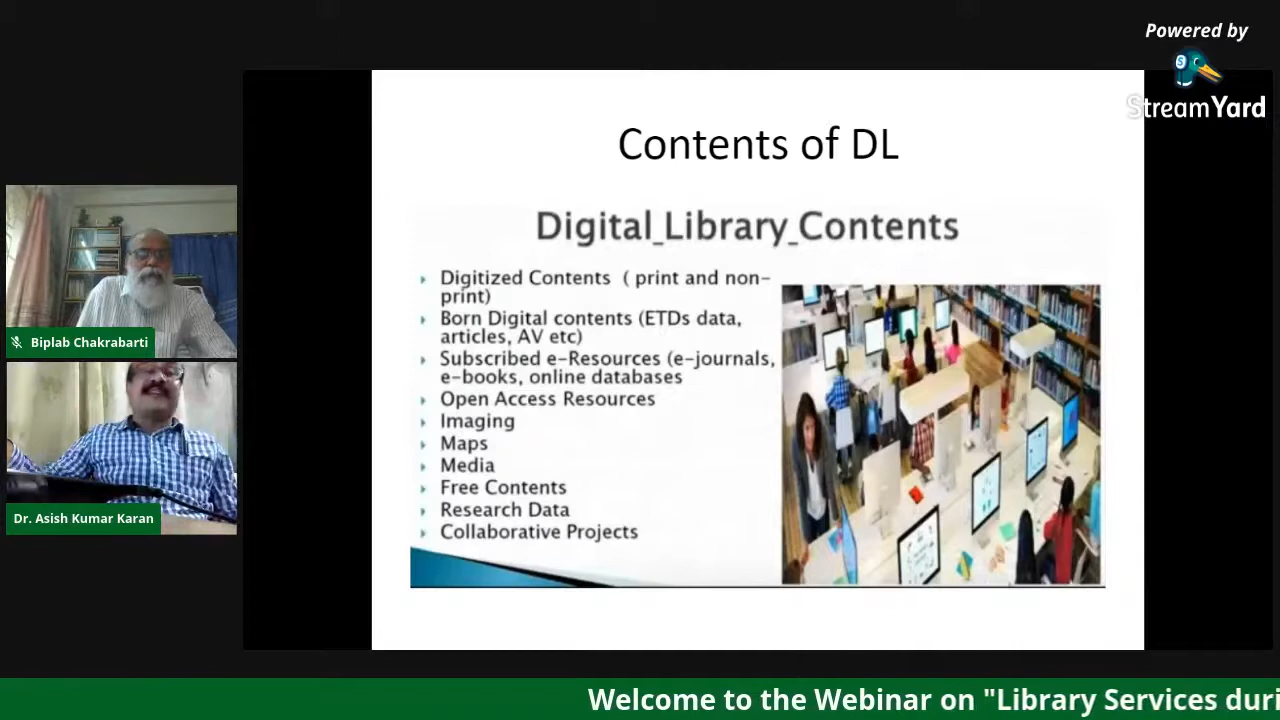 Powered by
StreamYard
Contents of DL
Digital_Library_Contents
Digitized Contents ( print and non-
print)
Born Digital contents (ETDs data,
articles, AV etc)
Subscribed e-Resources (e-journals,
e-books, online databases
Open Access Resources
Imaging
Maps
Media
Free Contents
Research Data
Collaborative Projects
Biplab Chakrabarti
Dr. Asish Kumar Karan
Welcome to the Webinar on "Library Services duri